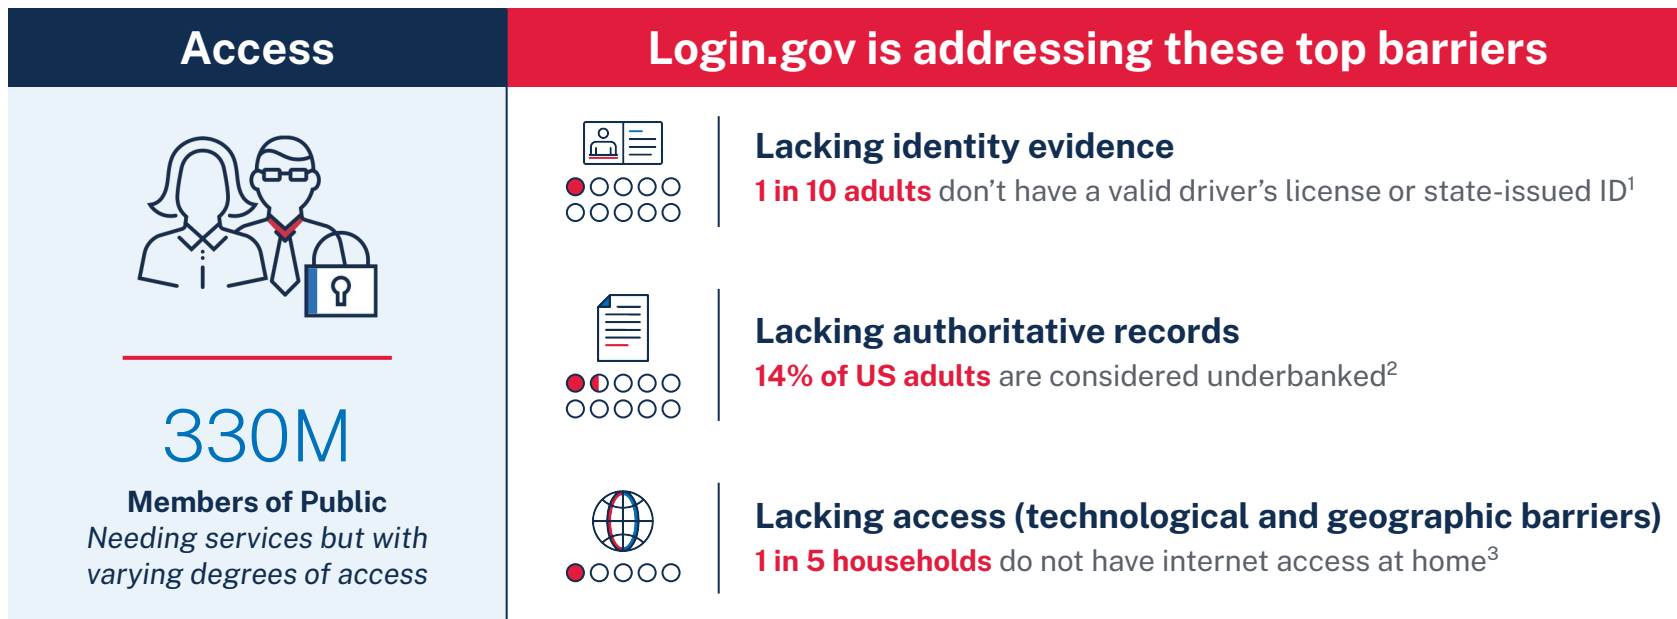 Access
Login.gov is addressing these top barriers
330M
Members of Public
Needing services but with
varying degrees of access
Lacking identity evidence
1 in 10 adults don’t have a valid driver’s license or state-issued ID¹
Lacking authoritative records
14% of US adults are considered underbanked²
Lacking access (technological and geographic barriers)
1 in 5 households do not have internet access at home³